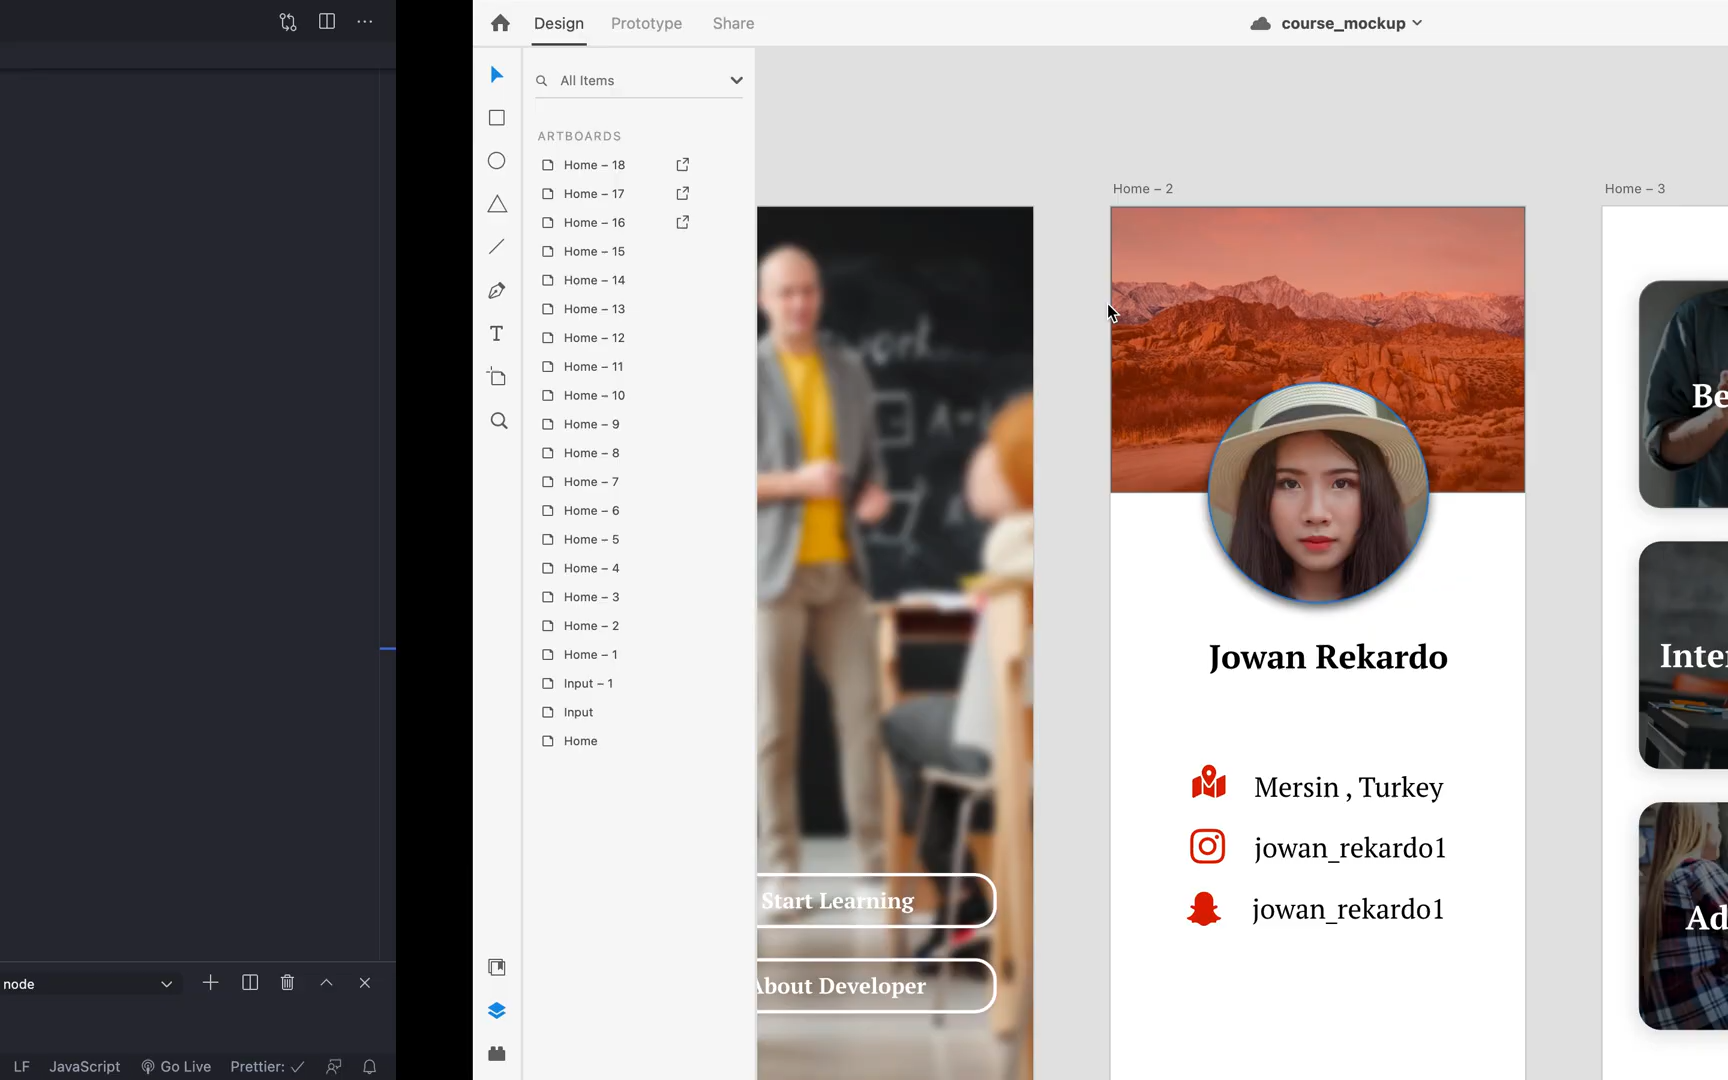 Design
Prototype
Share
course_mockup
All Items
ARTBOARDS
Home – 18
Home – 17
Home – 16
Home – 15
Home – 14
Home – 13
Home – 12
Home – 11
Home – 10
Home – 9
Home – 8
Home – 7
Home – 6
Home – 5
Home – 4
Home – 3
Home – 2
Home – 1
Input – 1
Input
Home
Start Learning
About Developer
Home – 2
Jowan Rekardo
Mersin , Turkey
jowan_rekardo1
jowan_rekardo1
Home – 3
Be
Inter
Ad
node
LF JavaScript Go Live Prettier: